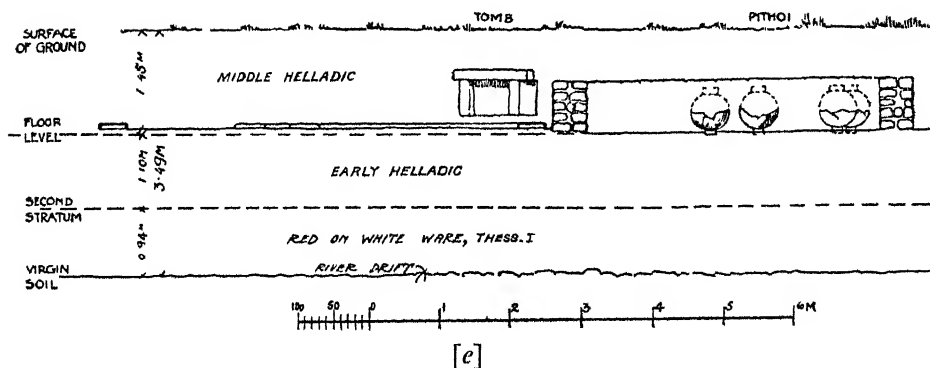 TOMB
PITHOI
SURFACE
OF GROUND
1·45M
MIDDLE HELLADIC
FLOOR
LEVEL
1·10M
3·49M
EARLY HELLADIC
SECOND
STRATUM
0.94M
RED ON WHITE WARE, THESS. I
VIRGIN
SOIL
RIVER DRIFT
100 50 0 1 2 3 4 5 6M
[e]